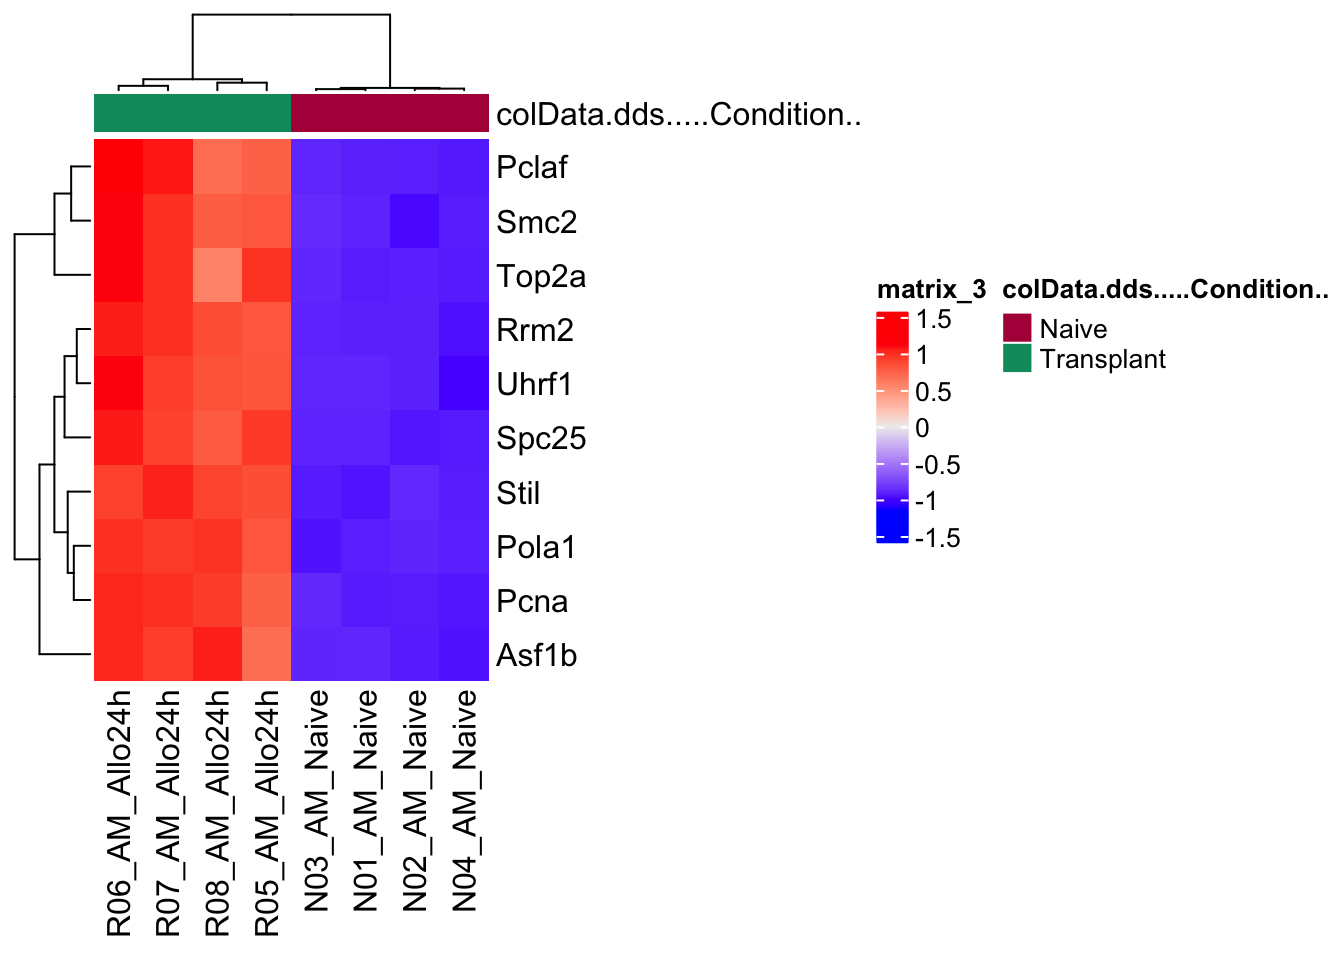 colData.dds.....Condition..
Pclaf
Smc2
Top2a
Rrm2
Uhrf1
Spc25
Stil
Pola1
Pcna
Asf1b
R06_AM_Allo24h
R07_AM_Allo24h
R08_AM_Allo24h
R05_AM_Allo24h
N03_AM_Naive
N01_AM_Naive
N02_AM_Naive
N04_AM_Naive
matrix_3
1.5
1
0.5
0
-0.5
-1
-1.5
colData.dds.....Condition..
Naive
Transplant